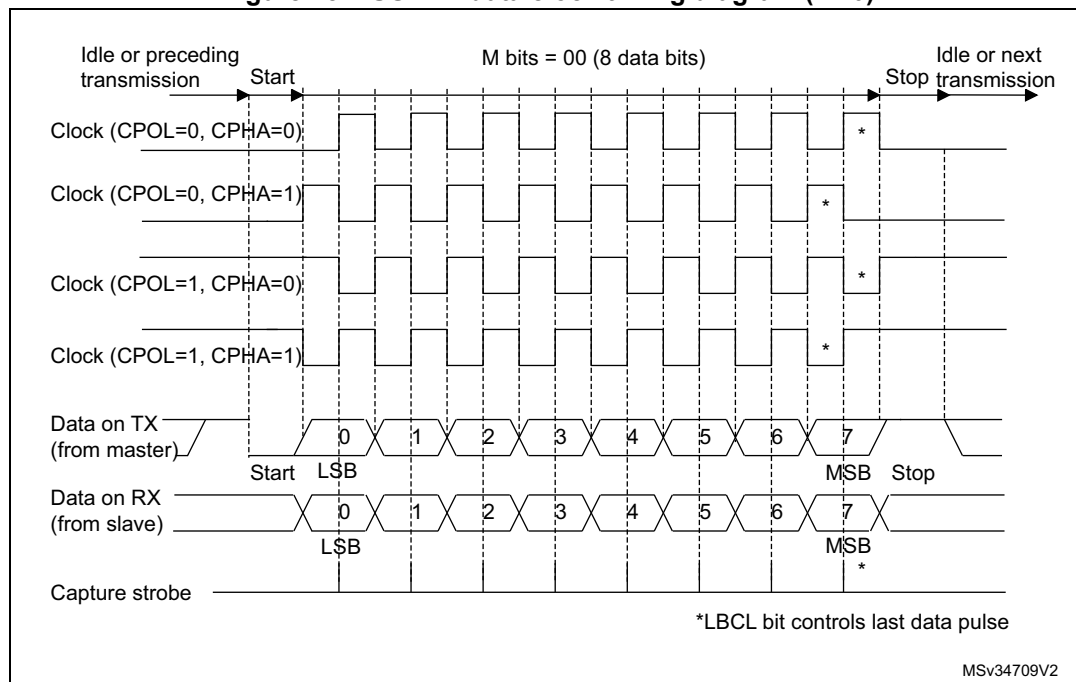 Idle or preceding
transmission
Start
M bits = 00 (8 data bits)
Stop
Idle or next
transmission
Clock (CPOL=0, CPHA=0)
*
Clock (CPOL=0, CPHA=1)
*
Clock (CPOL=1, CPHA=0)
*
Clock (CPOL=1, CPHA=1)
*
Data on TX
(from master)
0 1 2 3 4 5 6 7
Start LSB MSB Stop
Data on RX
(from slave)
0 1 2 3 4 5 6 7
LSB MSB
*
Capture strobe
*LBCL bit controls last data pulse
MSv34709V2